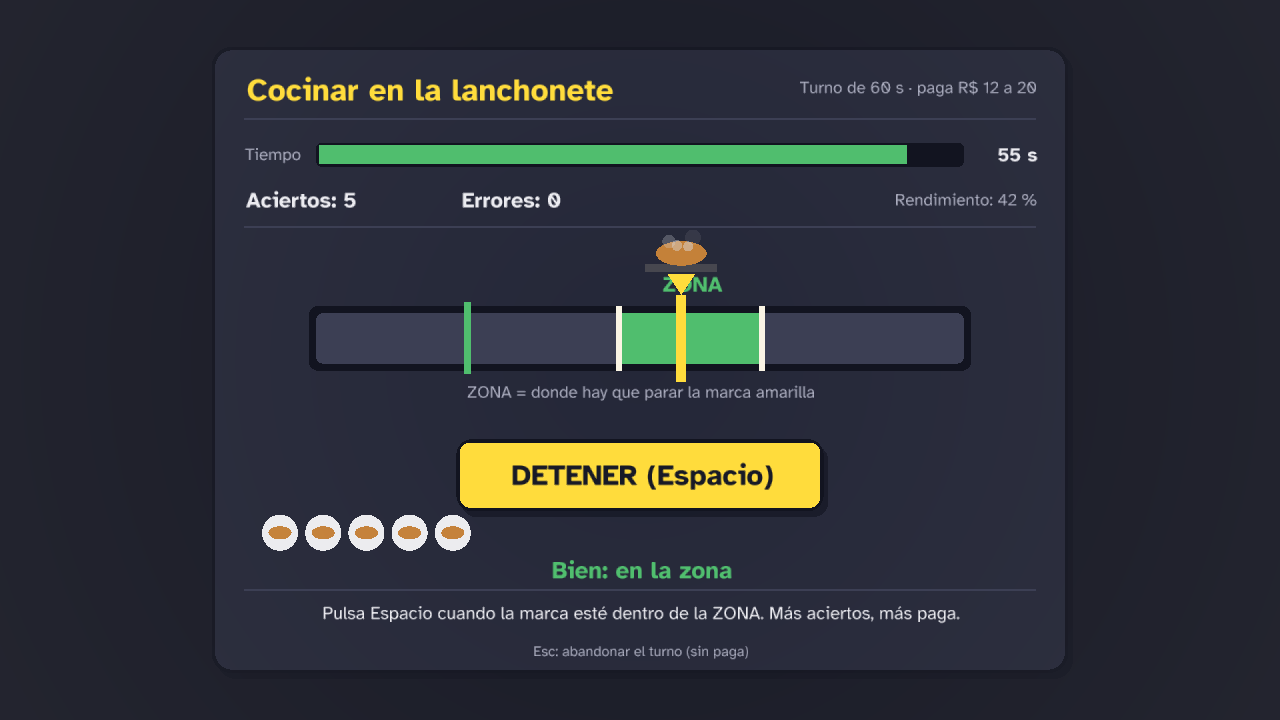 Cocinar en la lanchonete
Turno de 60 s · paga R$ 12 a 20
Tiempo
55 s
Aciertos: 5
Errores: 0
Rendimiento: 42 %
ZONA
ZONA = donde hay que parar la marca amarilla
DETENER (Espacio)
Bien: en la zona
Pulsa Espacio cuando la marca esté dentro de la ZONA. Más aciertos, más paga.
Esc: abandonar el turno (sin paga)